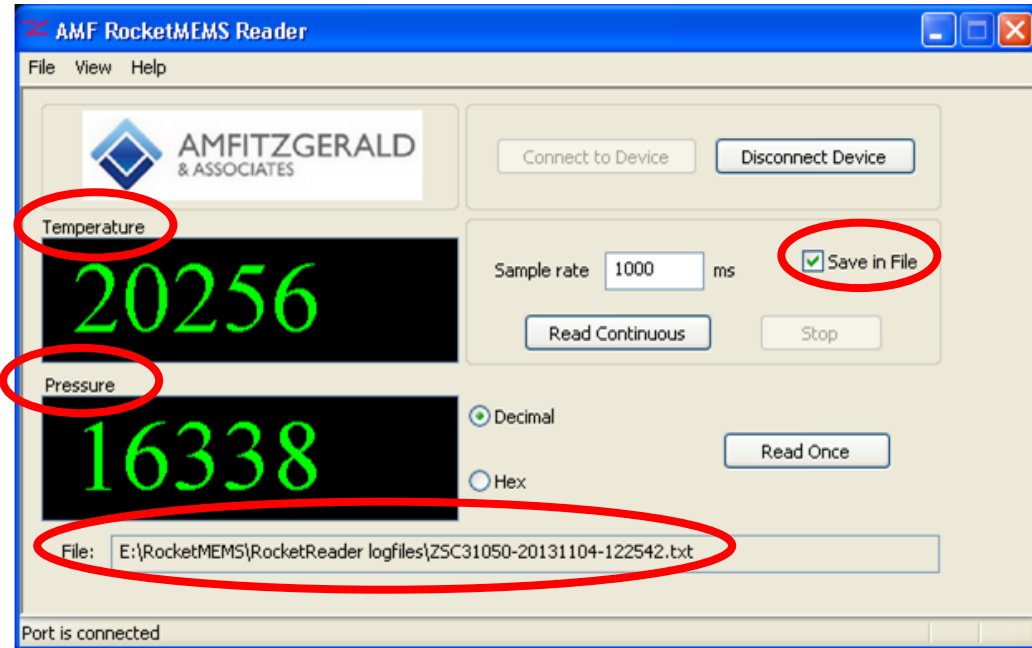 AMF RocketMEMS Reader
File View Help
AMFITZGERALD
& ASSOCIATES
Connect to Device Disconnect Device
Temperature
20256
Sample rate 1000 ms Save in File
Read Continuous Stop
Pressure
16338
Decimal
Hex
Read Once
File: E:\RocketMEMS\RocketReader logfiles\ZSC31050-20131104-122542.txt
Port is connected